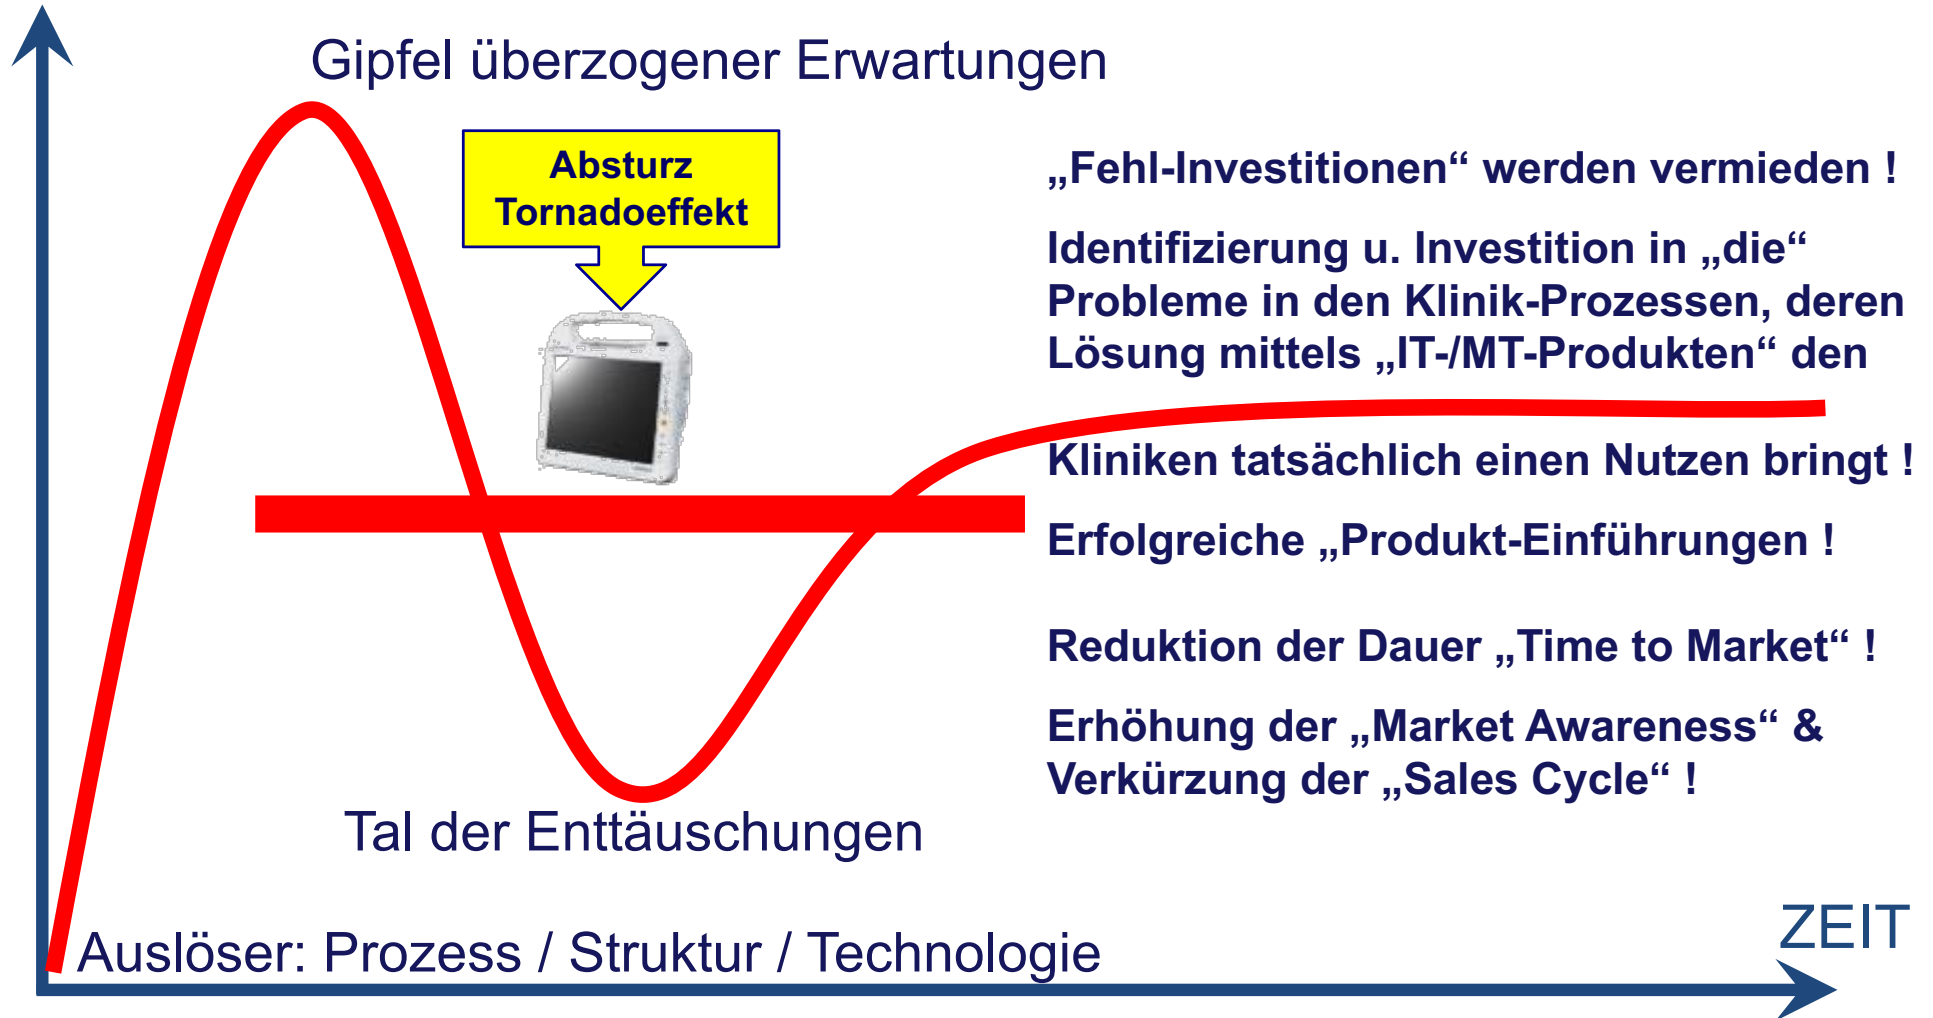 Gipfel überzogener Erwartungen
Absturz
Tornadoeffekt
„Fehl-Investitionen“ werden vermieden !
Identifizierung u. Investition in „die“
Probleme in den Klinik-Prozessen, deren
Lösung mittels „IT-/MT-Produkten“ den
Kliniken tatsächlich einen Nutzen bringt !
Erfolgreiche „Produkt-Einführungen !
Reduktion der Dauer „Time to Market“ !
Erhöhung der „Market Awareness“ &
Verkürzung der „Sales Cycle“ !
Tal der Enttäuschungen
Auslöser: Prozess / Struktur / Technologie
ZEIT